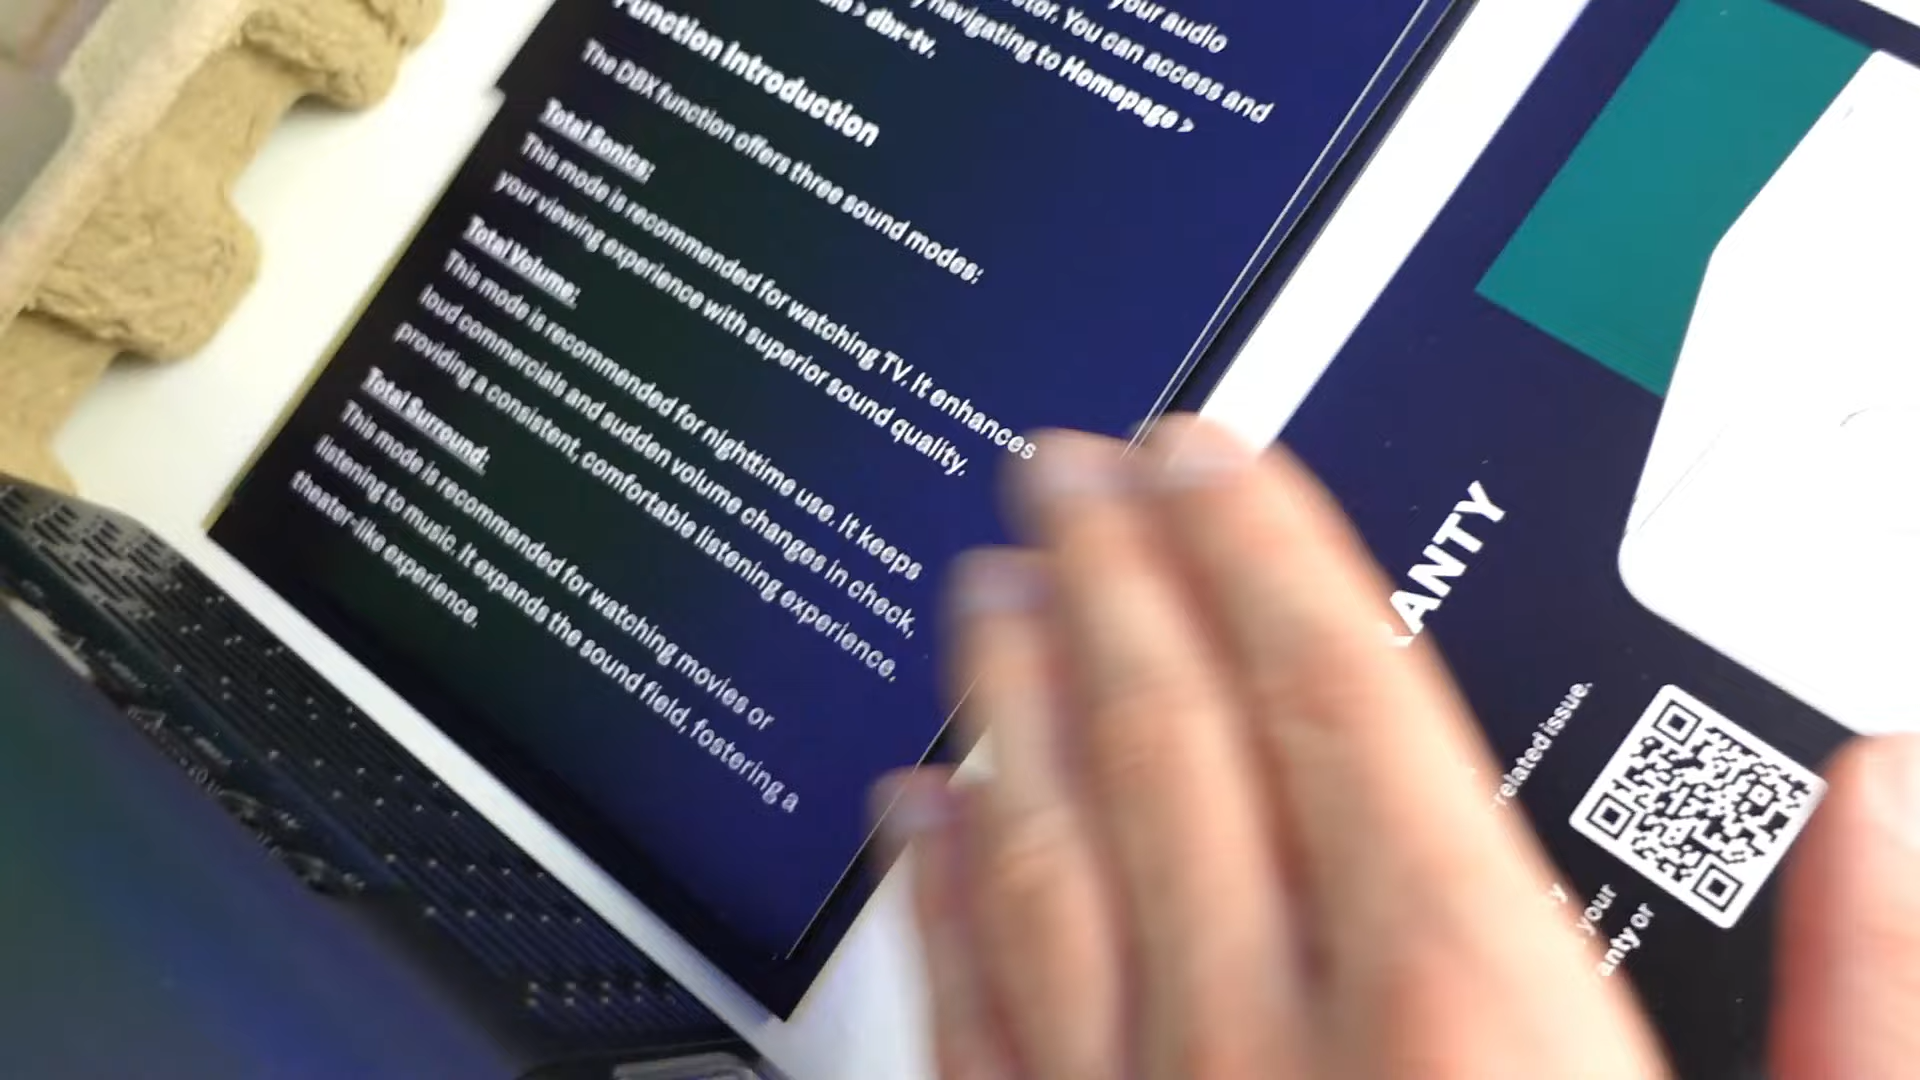 your audio
tor. You can access and
navigating to Homepage >
> dbx-tv.
Function Introduction
The DBX function offers three sound modes:
Total Sonics:
This mode is recommended for watching TV. It enhances
your viewing experience with superior sound quality.
Total Volume:
This mode is recommended for nighttime use. It keeps
loud commercials and sudden volume changes in check,
providing a consistent, comfortable listening experience.
Total Surround:
This mode is recommended for watching movies or
listening to music. It expands the sound field, fostering a
theater-like experience.
RANTY
-related issue.
y
your
anty or